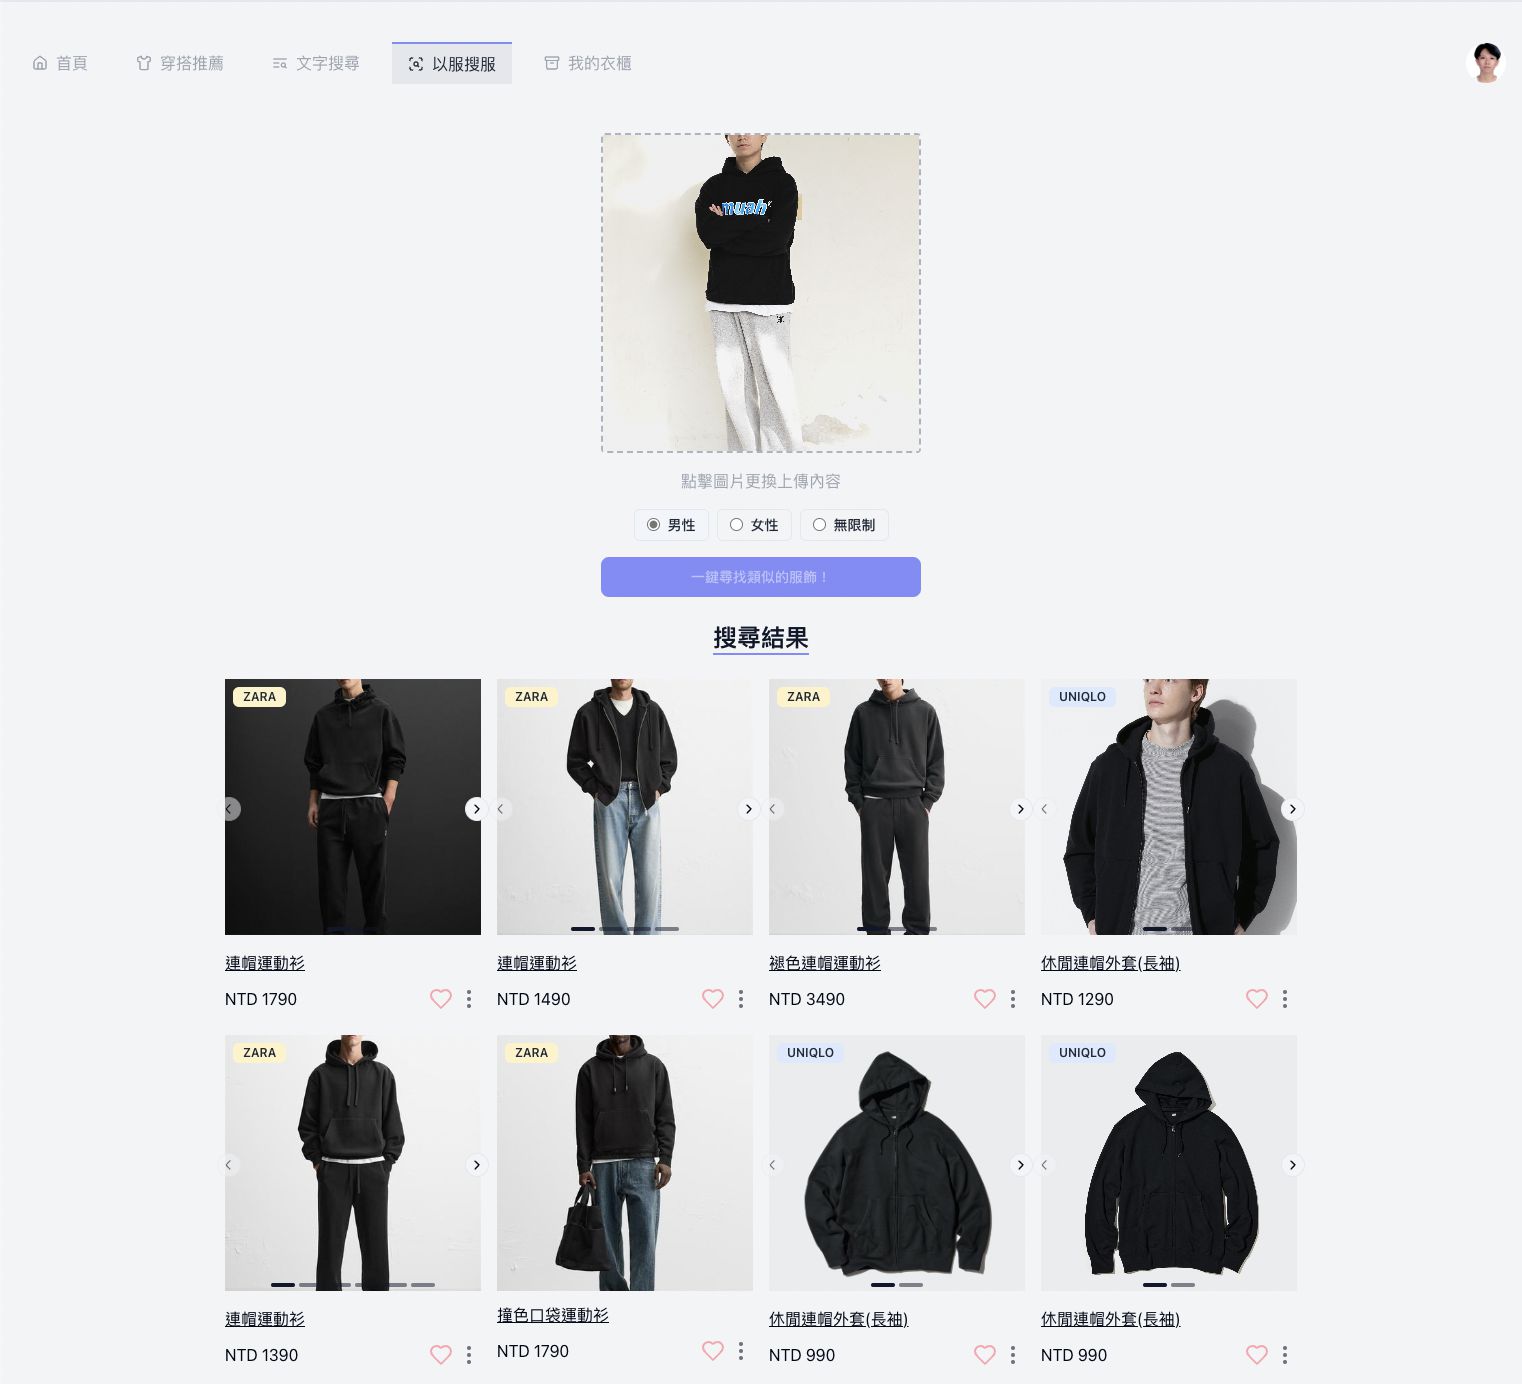 首頁
穿搭推薦
文字搜尋
以服搜服
我的衣櫃
muah
點擊圖片更換上傳內容
男性
女性
無限制
一鍵尋找類似的服飾！
搜尋結果
ZARA
ZARA
ZARA
UNIQLO
連帽運動衫
連帽運動衫
褪色連帽運動衫
休閒連帽外套(長袖)
NTD 1790
NTD 1490
NTD 3490
NTD 1290
ZARA
ZARA
UNIQLO
UNIQLO
連帽運動衫
撞色口袋運動衫
休閒連帽外套(長袖)
休閒連帽外套(長袖)
NTD 1390
NTD 1790
NTD 990
NTD 990